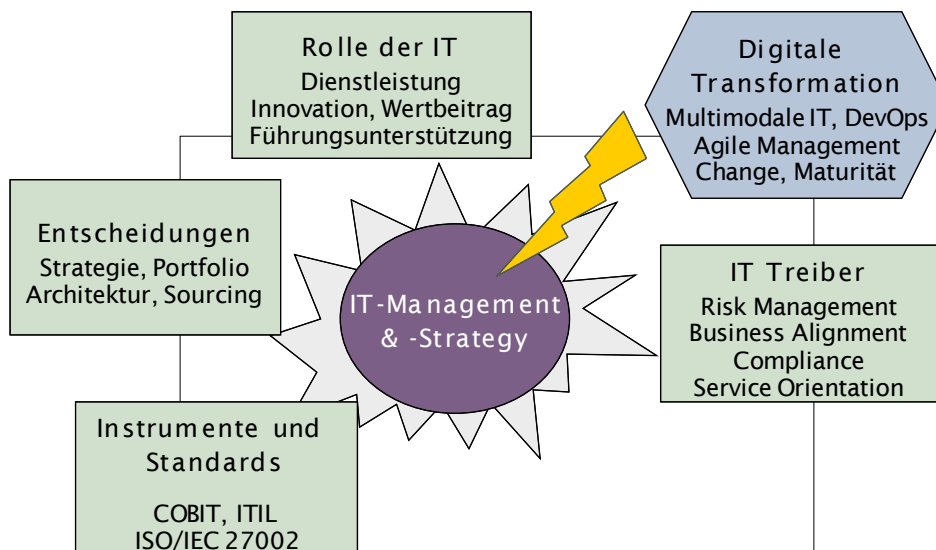 Rolle der IT
Dienstleistung
Innovation, Wertbeitrag
Führungsunterstützung
Digitale
Transformation
Multimodale IT, DevOps
Agile Management
Change, Maturität
Entscheidungen
Strategie, Portfolio
Architektur, Sourcing
IT-Management
& -Strategy
IT Treiber
Risk Management
Business Alignment
Compliance
Service Orientation
Instrumente und
Standards
COBIT, ITIL
ISO/IEC 27002